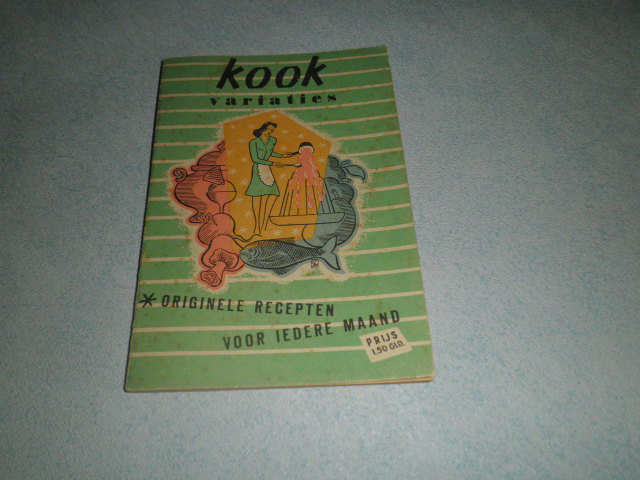 kook
variaties
* ORIGINELE RECEPTEN
VOOR IEDERE MAAND
PRIJS
1,50 GLD.